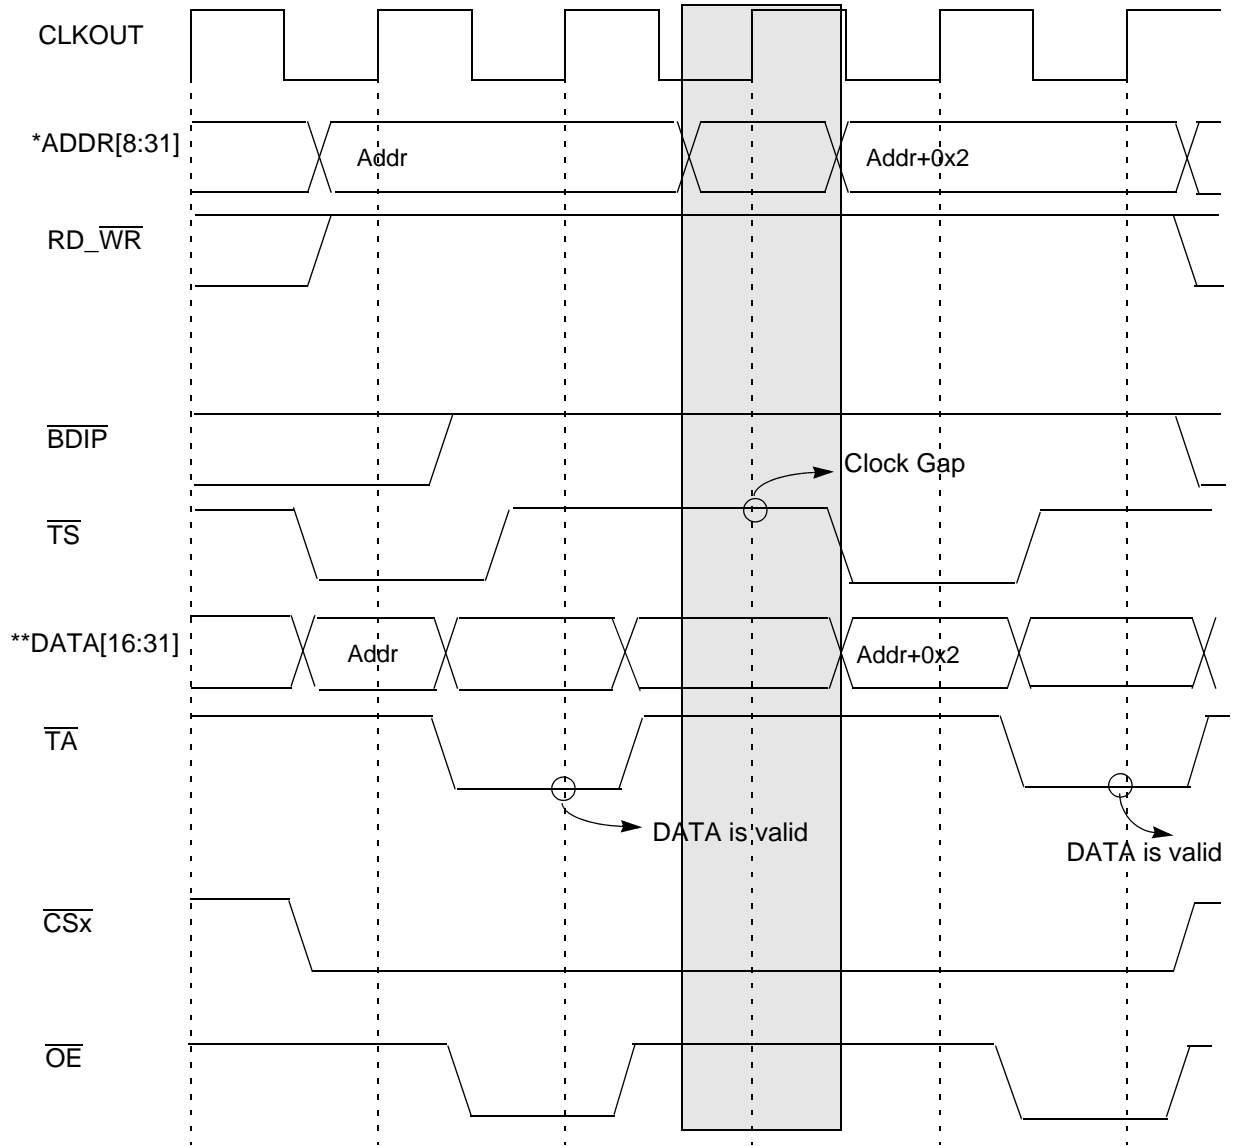 CLKOUT
*ADDR[8:31]
Addr
Addr+0x2
RD_WR
BDIP
Clock Gap
TS
**DATA[16:31]
Addr
Addr+0x2
TA
DATA is valid
DATA is valid
CSx
OE